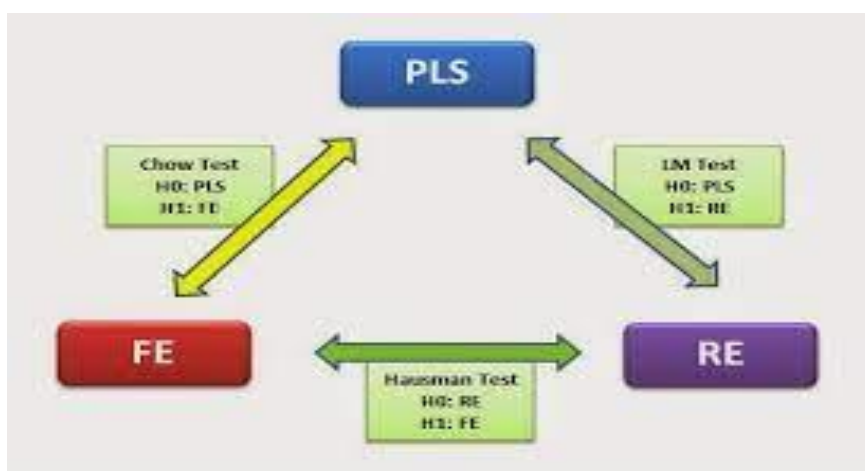 PLS
Chow Test
H0: PLS
H1: FE
LM Test
H0: PLS
H1: RE
FE
RE
Hausman Test
H0: RE
H1: FE